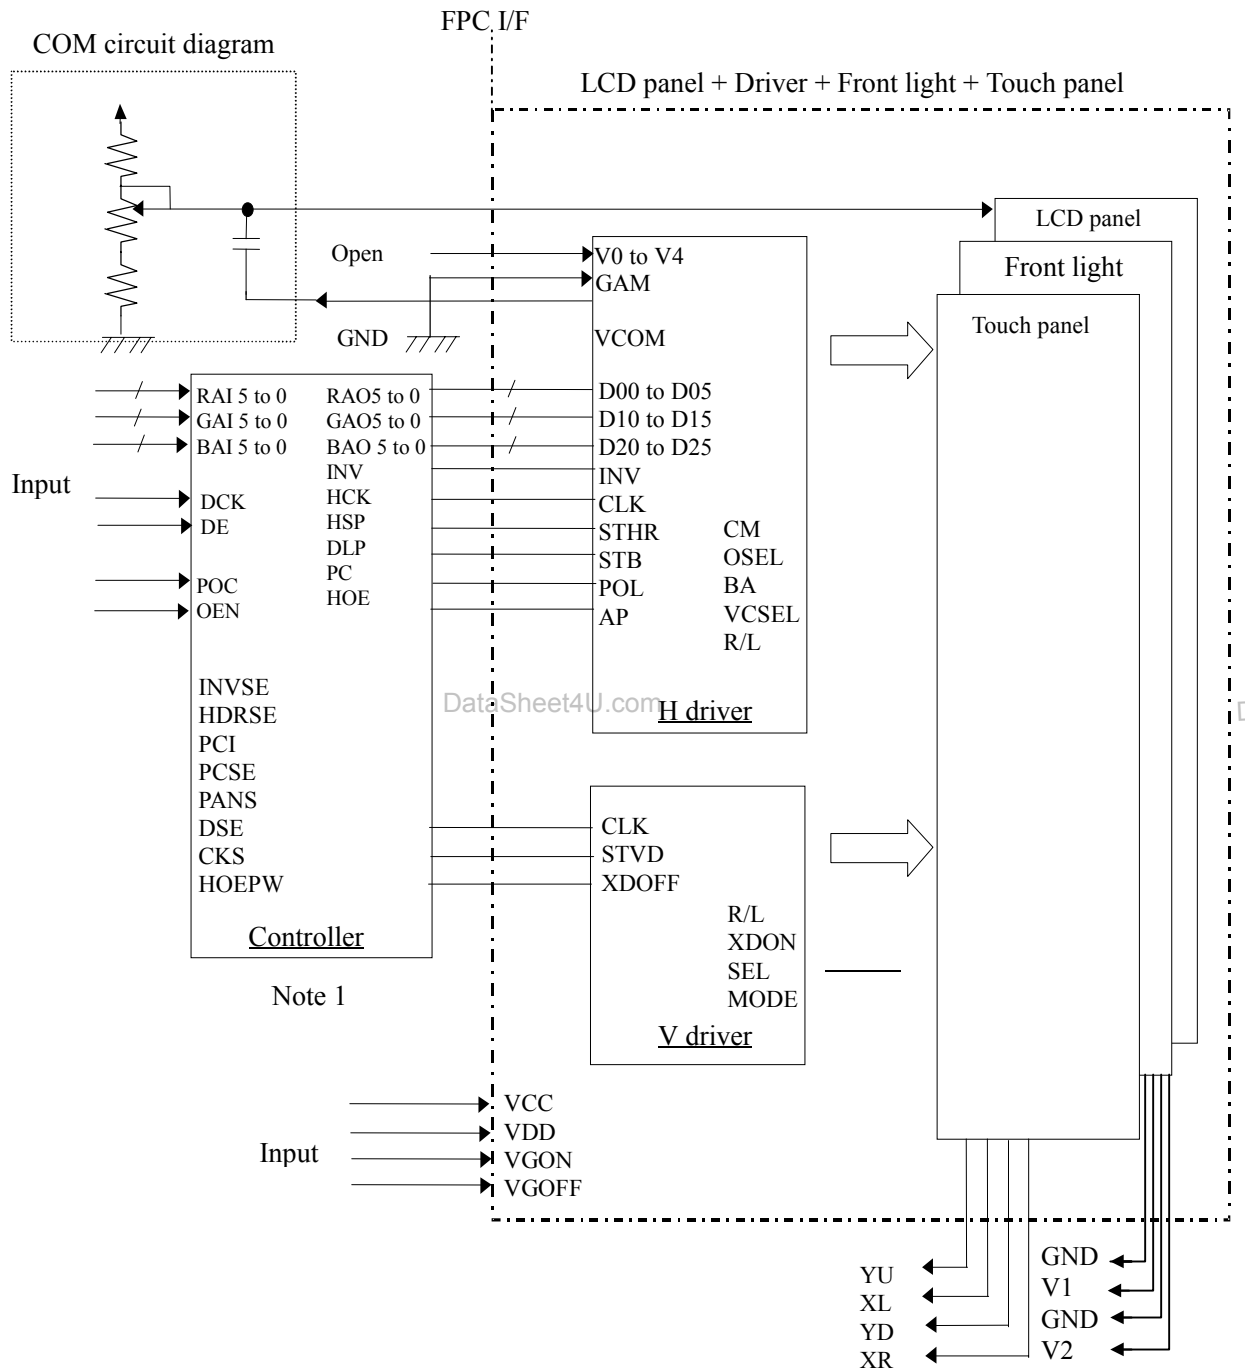 FPC I/F
COM circuit diagram
LCD panel + Driver + Front light + Touch panel
LCD panel
Front light
Touch panel
Open
GND
V0 to V4
GAM
VCOM
D00 to D05
D10 to D15
D20 to D25
INV
CLK
STHR
STB
POL
AP
CM
OSEL
BA
VCSEL
R/L
H driver
Input
RAI 5 to 0
GAI 5 to 0
BAI 5 to 0
DCK
DE
POC
OEN
RAO5 to 0
GAO5 to 0
BAO 5 to 0
INV
HCK
HSP
DLP
PC
HOE
INVSE
HDRSE
PCI
PCSE
PANS
DSE
CKS
HOEPW
Controller
Note 1
DataSheet4U.com
CLK
STVD
XDOFF
R/L
XDON
SEL
MODE
V driver
Input
VCC
VDD
VGON
VGOFF
YU
XL
YD
XR
GND
V1
GND
V2